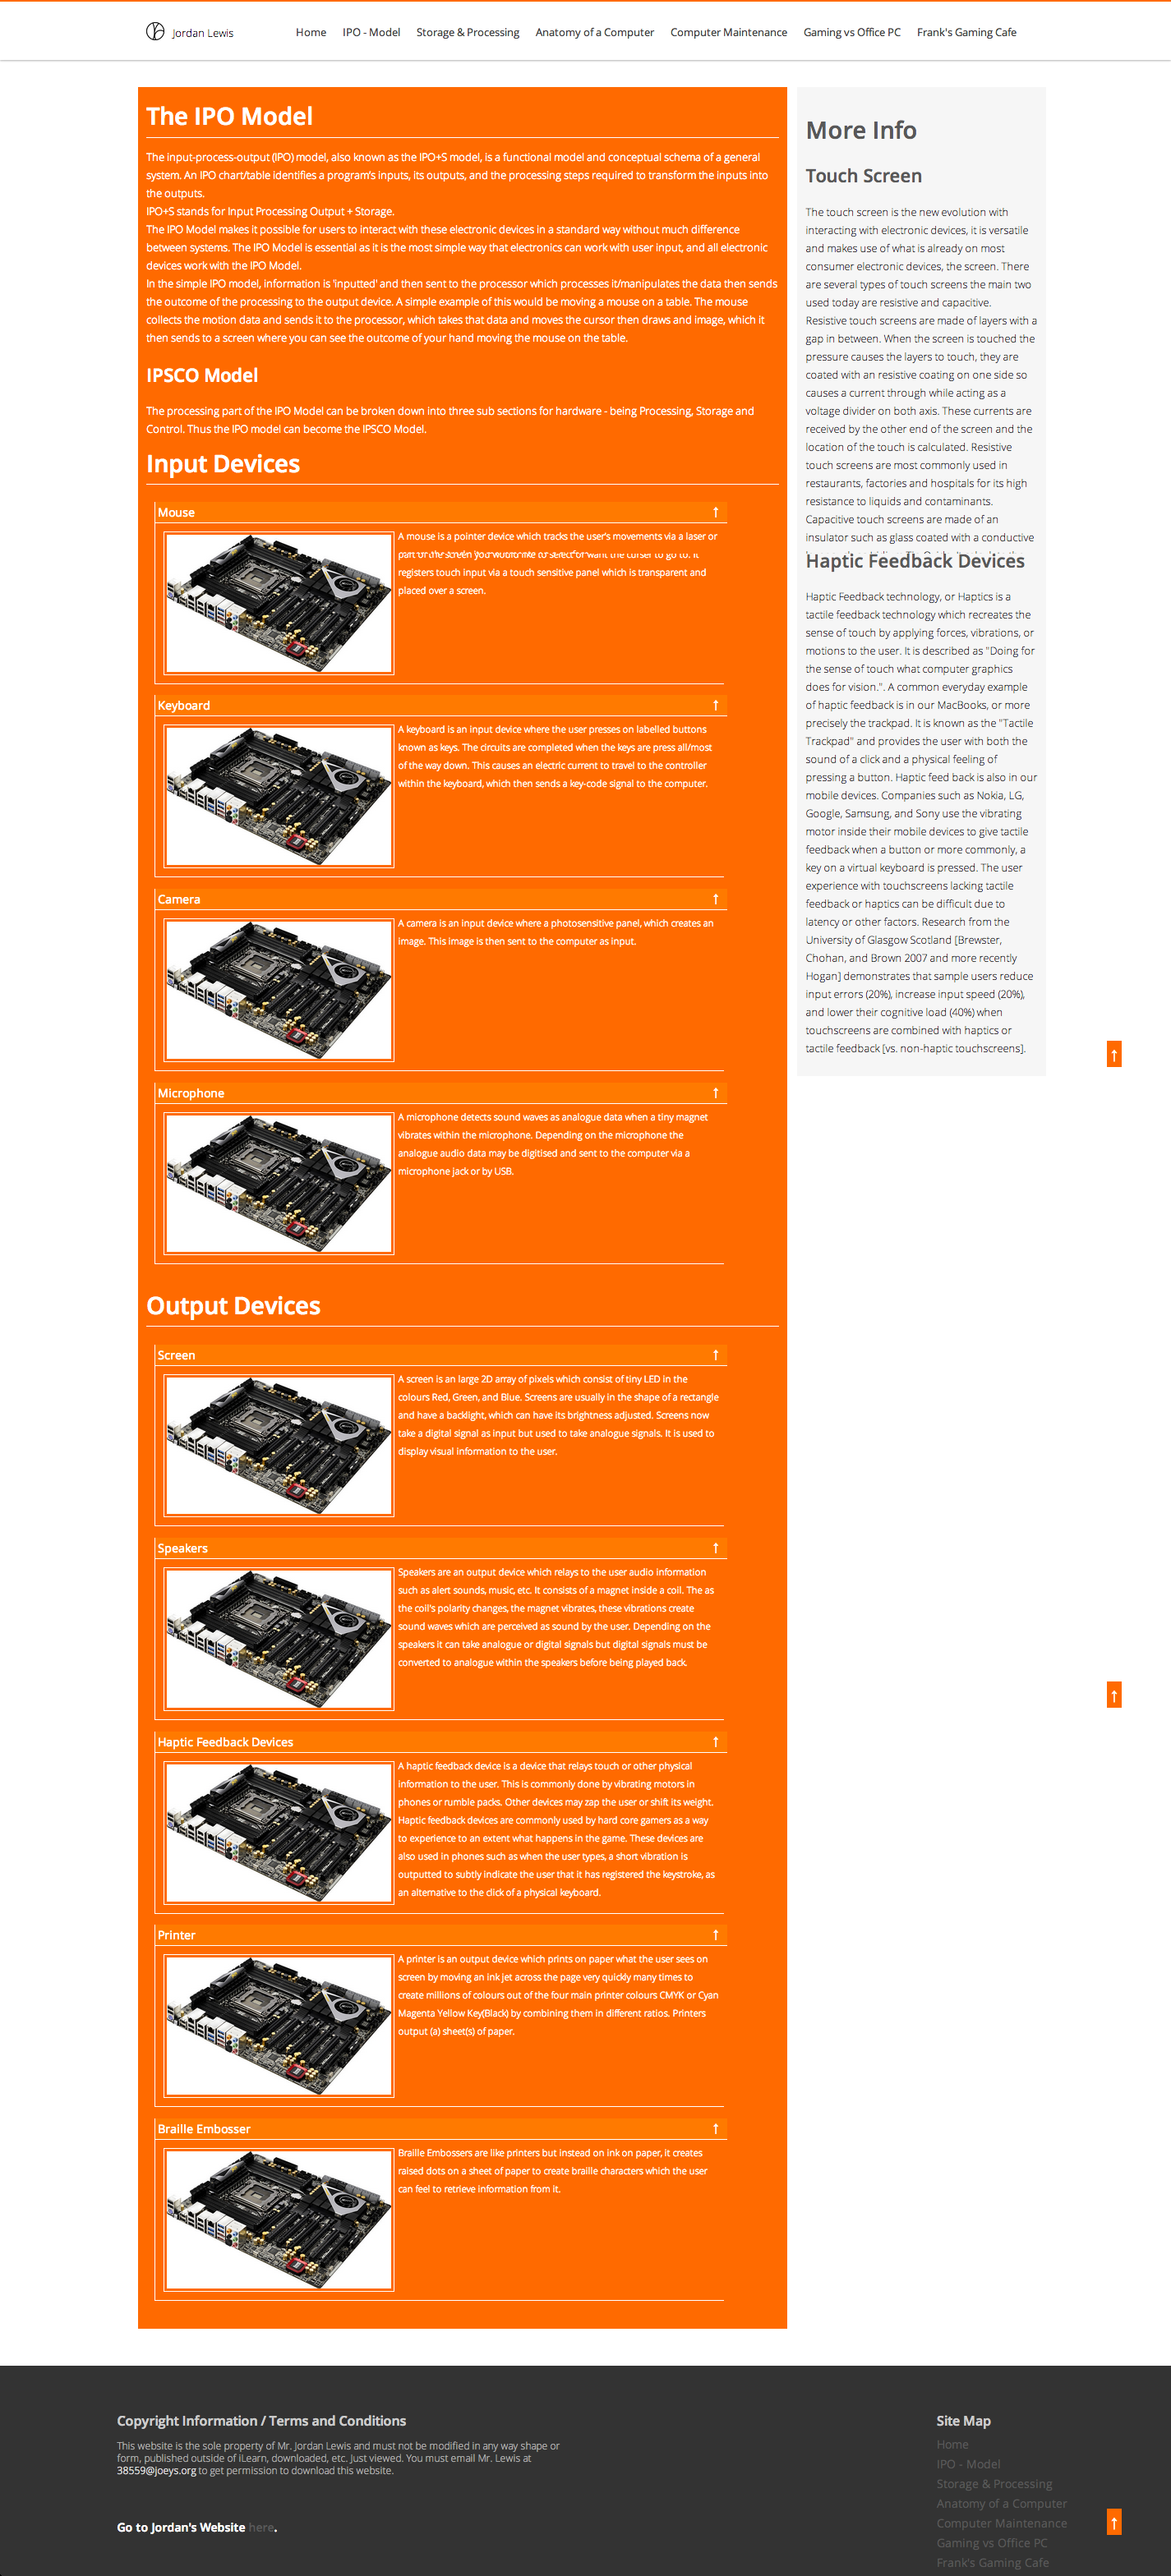 Jordan Lewis
Home IPO - Model Storage & Processing Anatomy of a Computer Computer Maintenance Gaming vs Office PC Frank's Gaming Cafe
The IPO Model
The input-process-output (IPO) model, also known as the IPO+S model, is a functional model and conceptual schema of a general
system. An IPO chart/table identifies a program's inputs, its outputs, and the processing steps required to transform the inputs into
the outputs.
IPO+S stands for Input Processing Output + Storage.
The IPO Model makes it possible for users to interact with these electronic devices in a standard way without much difference
between systems. The IPO Model is essential as it is the most simple way that electronics can work with user input, and all electronic
devices work with the IPO Model.
In the simple IPO model, information is 'inputted' and then sent to the processor which processes it/manipulates the data then sends
the outcome of the processing to the output device. A simple example of this would be moving a mouse on a table. The mouse
collects the motion data and sends it to the processor, which takes that data and moves the cursor then draws and image, which it
then sends to a screen where you can see the outcome of your hand moving the mouse on the table.
IPSCO Model
The processing part of the IPO Model can be broken down into three sub sections for hardware - being Processing, Storage and
Control. Thus the IPO model can become the IPSCO Model.
Input Devices
Mouse ↑
A mouse is a pointer device which tracks the user's movements via a laser or
registers touch input via a touch sensitive panel which is transparent and
placed over a screen.
Keyboard ↑
A keyboard is an input device where the user presses on labelled buttons
known as keys. The circuits are completed when the keys are press all/most
of the way down. This causes an electric current to travel to the controller
within the keyboard, which then sends a key-code signal to the computer.
Camera ↑
A camera is an input device where a photosensitive panel, which creates an
image. This image is then sent to the computer as input.
Microphone ↑
A microphone detects sound waves as analogue data when a tiny magnet
vibrates within the microphone. Depending on the microphone the
analogue audio data may be digitised and sent to the computer via a
microphone jack or by USB.
Output Devices
Screen ↑
A screen is an large 2D array of pixels which consist of tiny LED in the
colours Red, Green, and Blue. Screens are usually in the shape of a rectangle
and have a backlight, which can have its brightness adjusted. Screens now
take a digital signal as input but used to take analogue signals. It is used to
display visual information to the user.
Speakers ↑
Speakers are an output device which relays to the user audio information
such as alert sounds, music, etc. It consists of a magnet inside a coil. The as
the coil's polarity changes, the magnet vibrates, these vibrations create
sound waves which are perceived as sound by the user. Depending on the
speakers it can take analogue or digital signals but digital signals must be
converted to analogue within the speakers before being played back.
Haptic Feedback Devices ↑
A haptic feedback device is a device that relays touch or other physical
information to the user. This is commonly done by vibrating motors in
phones or rumble packs. Other devices may zap the user or shift its weight.
Haptic feedback devices are commonly used by hard core gamers as a way
to experience to an extent what happens in the game. These devices are
also used in phones such as when the user types, a short vibration is
outputted to subtly indicate the user that it has registered the keystroke, as
an alternative to the click of a physical keyboard.
Printer ↑
A printer is an output device which prints on paper what the user sees on
screen by moving an ink jet across the page very quickly many times to
create millions of colours out of the four main printer colours CMYK or Cyan
Magenta Yellow Key(Black) by combining them in different ratios. Printers
output (a) sheet(s) of paper.
Braille Embosser ↑
Braille Embossers are like printers but instead on ink on paper, it creates
raised dots on a sheet of paper to create braille characters which the user
can feel to retrieve information from it.
More Info
Touch Screen
The touch screen is the new evolution with
interacting with electronic devices, it is versatile
and makes use of what is already on most
consumer electronic devices, the screen. There
are several types of touch screens the main two
used today are resistive and capacitive.
Resistive touch screens are made of layers with a
gap in between. When the screen is touched the
pressure causes the layers to touch, they are
coated with an resistive coating on one side so
causes a current through while acting as a
voltage divider on both axis. These currents are
received by the other end of the screen and the
location of the touch is calculated. Resistive
touch screens are most commonly used in
restaurants, factories and hospitals for its high
resistance to liquids and contaminants.
Capacitive touch screens are made of an
insulator such as glass coated with a conductive
Haptic Feedback Devices
Haptic Feedback technology, or Haptics is a
tactile feedback technology which recreates the
sense of touch by applying forces, vibrations, or
motions to the user. It is described as "Doing for
the sense of touch what computer graphics
does for vision.". A common everyday example
of haptic feedback is in our MacBooks, or more
precisely the trackpad. It is known as the "Tactile
Trackpad" and provides the user with both the
sound of a click and a physical feeling of
pressing a button. Haptic feed back is also in our
mobile devices. Companies such as Nokia, LG,
Google, Samsung, and Sony use the vibrating
motor inside their mobile devices to give tactile
feedback when a button or more commonly, a
key on a virtual keyboard is pressed. The user
experience with touchscreens lacking tactile
feedback or haptics can be difficult due to
latency or other factors. Research from the
University of Glasgow Scotland [Brewster,
Chohan, and Brown 2007 and more recently
Hogan] demonstrates that sample users reduce
input errors (20%), increase input speed (20%),
and lower their cognitive load (40%) when
touchscreens are combined with haptics or
tactile feedback [vs. non-haptic touchscreens].
↑
↑
Copyright Information / Terms and Conditions
This website is the sole property of Mr. Jordan Lewis and must not be modified in any way shape or
form, published outside of iLearn, downloaded, etc. Just viewed. You must email Mr. Lewis at
38559@joeys.org to get permission to download this website.
Go to Jordan's Website here.
Site Map
Home
IPO - Model
Storage & Processing
Anatomy of a Computer
Computer Maintenance
Gaming vs Office PC
Frank's Gaming Cafe
↑